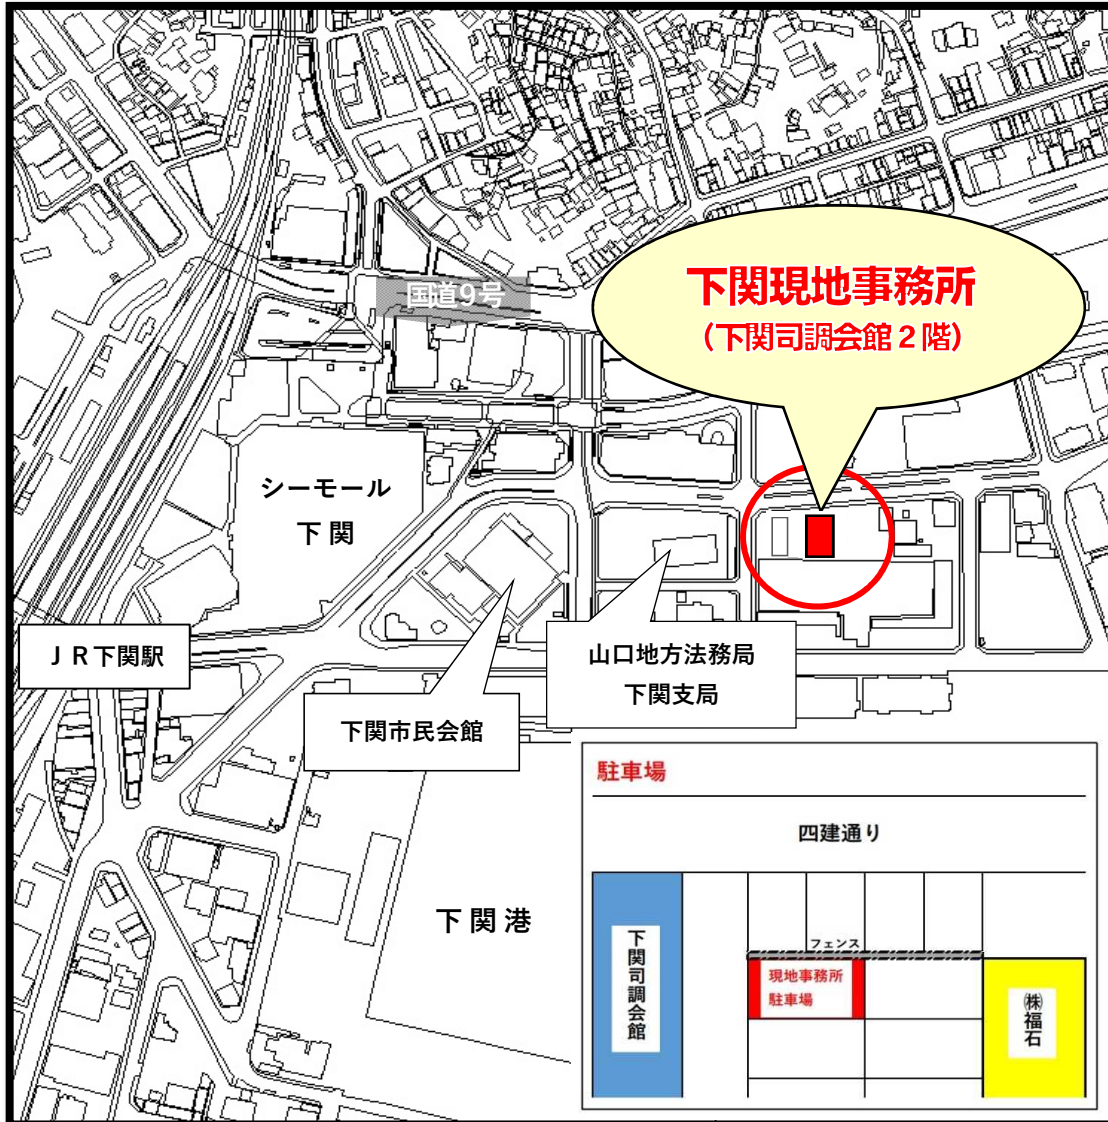 国道9号
下関現地事務所
(下関司調会館２階)
シーモール
下関
ＪＲ下関駅
下関市民会館
山口地方法務局
下関支局
下関港
駐車場
四建通り
フェンス
下関司調会館
現地事務所
駐車場
㈱福石